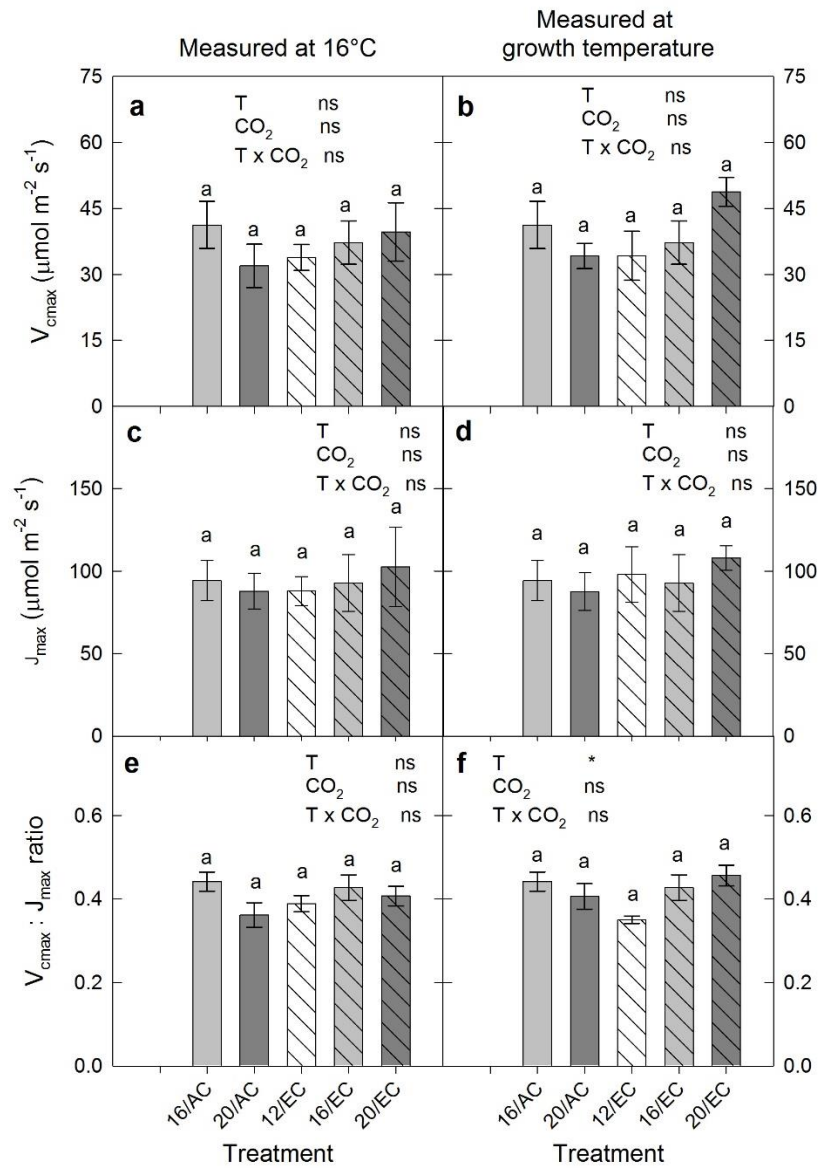 Measured at 16°C
Measured at
growth temperature
a
T ns
CO₂ ns
T x CO₂ ns
75
60
45
30
15
0
V_cmax (µmol m⁻² s⁻¹)
a a a a a
b
T ns
CO₂ ns
T x CO₂ ns
a a a a a
75
60
45
30
15
0
c
T ns
CO₂ ns
T x CO₂ ns
150
100
50
0
J_max (µmol m⁻² s⁻¹)
a a a a a
d
T ns
CO₂ ns
T x CO₂ ns
a a a a a
150
100
50
0
e
T ns
CO₂ ns
T x CO₂ ns
0.6
0.4
0.2
0.0
V_cmax : J_max ratio
a a a a a
f
T *
CO₂ ns
T x CO₂ ns
a a a a a
0.6
0.4
0.2
0.0
16/AC 20/AC 12/EC 16/EC 20/EC
Treatment
16/AC 20/AC 12/EC 16/EC 20/EC
Treatment